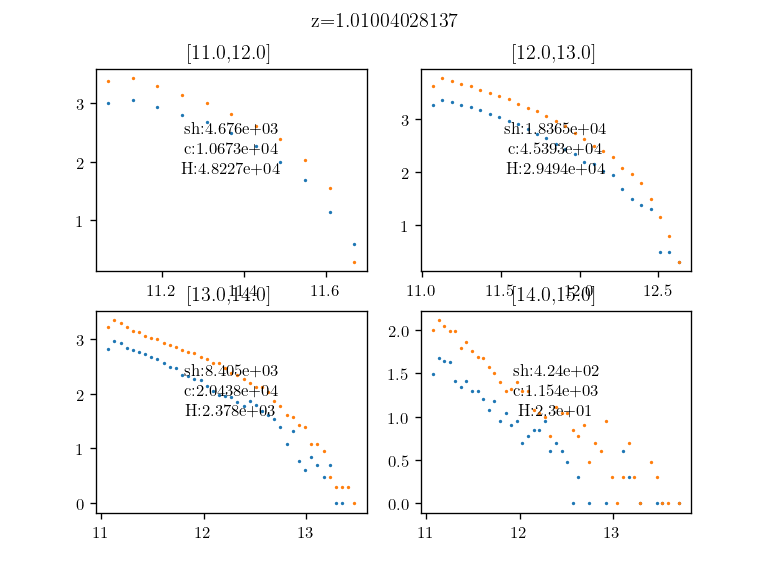 z=1.01004028137
[11.0,12.0]
[12.0,13.0]
3
2
1
sh:4.676e+03
c:1.0673e+04
H:4.8227e+04
11.2
11.4
11.6
3
2
1
sh:1.8365e+04
c:4.5393e+04
H:2.9494e+04
11.0
11.5
12.0
12.5
[13.0,14.0]
[14.0,15.0]
3
2
1
0
sh:8.405e+03
c:2.0438e+04
H:2.378e+03
11
12
13
2.0
1.5
1.0
0.5
0.0
sh:4.24e+02
c:1.154e+03
H:2.3e+01
11
12
13